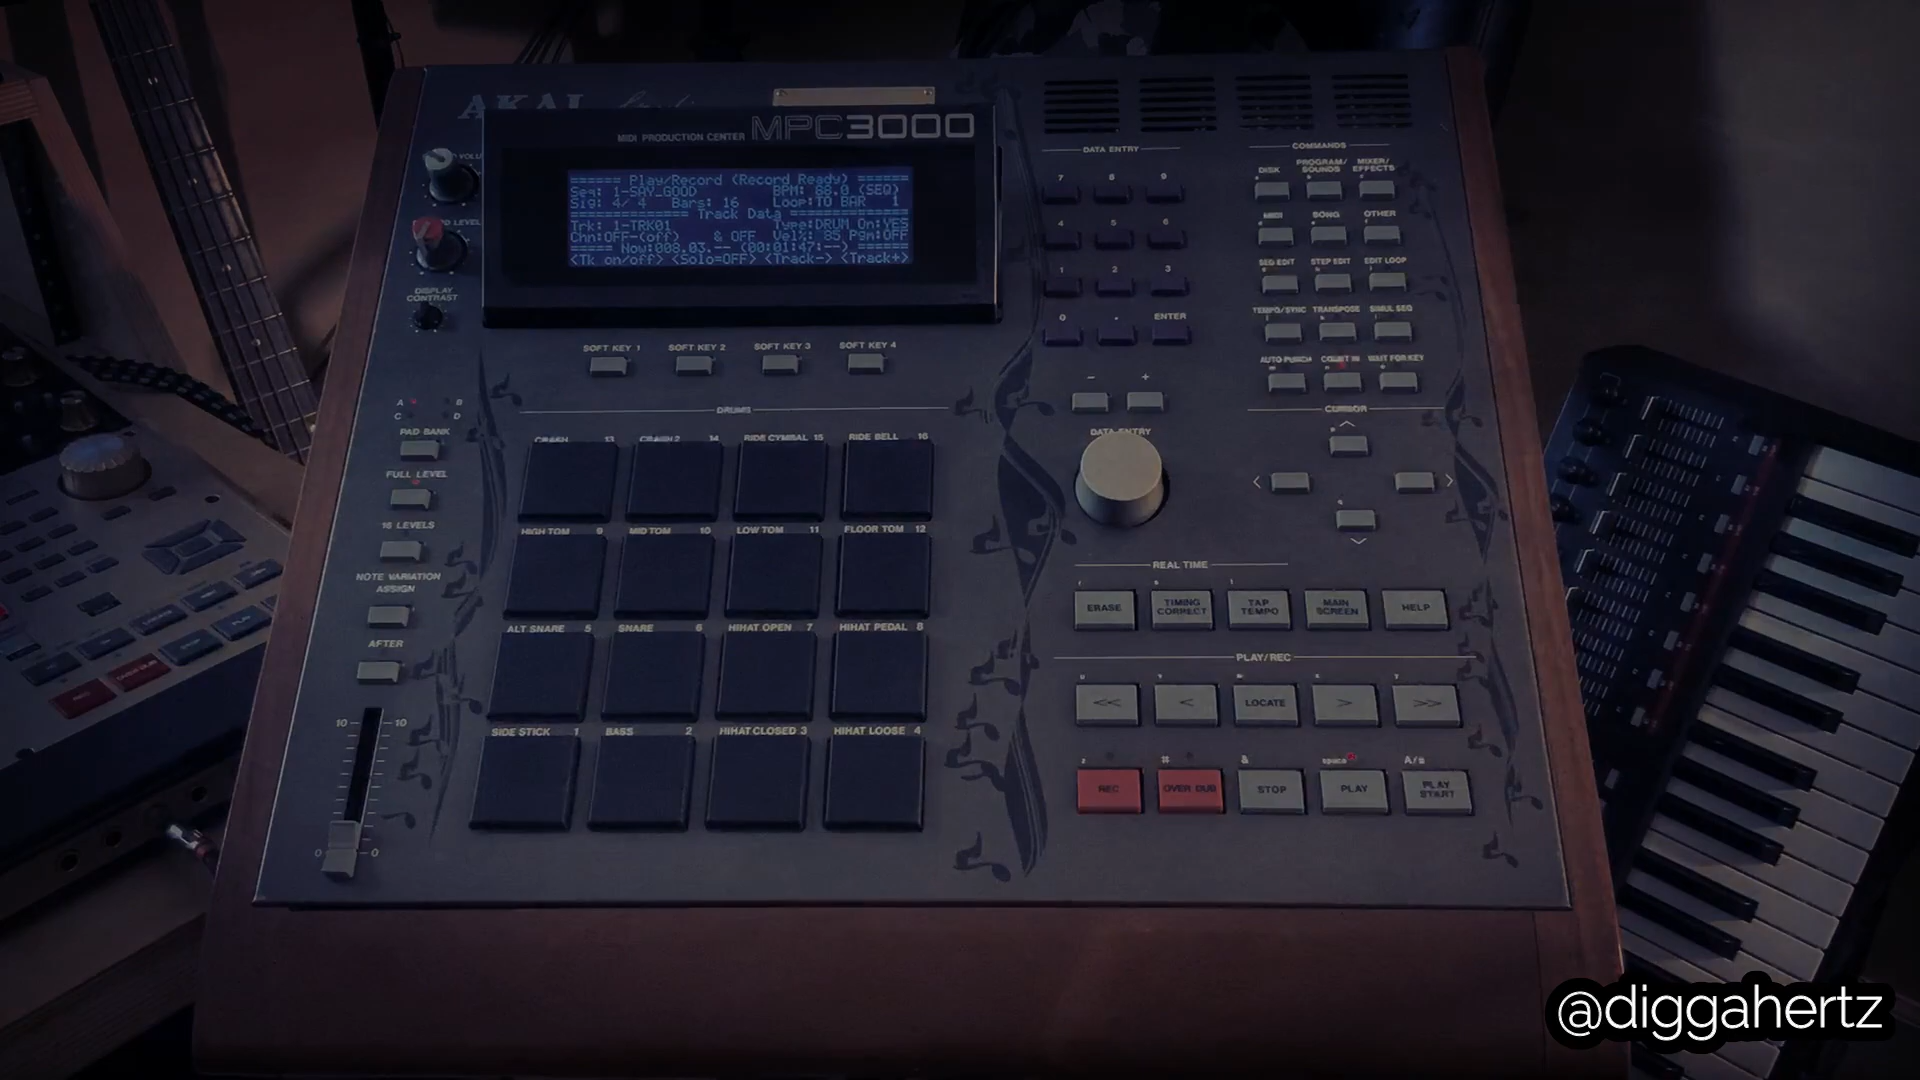 AKAI
MIDI PRODUCTION CENTER MPC3000
====== Play/Record (Record Ready) ======
Seq: 1-SAY_GOOD BPM: 88.0 (SEQ)
Sig: 4/ 4 Bars: 16 Loop:TO BAR 1
============== Track Data ==============
Trk: 1-TRK01 Type:DRUM On:YES
Chn:OFF-(off) & OFF Vel%: 85 Pgm:OFF
===== Now:008.03.-- (00:01:47:--) ======
<Tk on/off> <Solo=OFF> <Track-> <Track+>
LEVEL
DISPLAY
CONTRAST
SOFT KEY 1 SOFT KEY 2 SOFT KEY 3 SOFT KEY 4
DATA ENTRY
7 8 9
4 5 6
1 2 3
0 . ENTER
- +
DATA ENTRY
COMMANDS
DISK PROGRAM/ SOUNDS MIXER/ EFFECTS
MIDI SONG OTHER
SEQ EDIT STEP EDIT EDIT LOOP
TEMPO/SYNC TRANSPOSE SIMUL SEQ
AUTO PUNCH COUNT IN WAIT FOR KEY
CURSOR
A B
C D
PAD BANK
FULL LEVEL
16 LEVELS
NOTE VARIATION
ASSIGN
AFTER
10 10
0 0
DRUMS
CRASH 13 CRASH 2 14 RIDE CYMBAL 15 RIDE BELL 16
HIGH TOM 9 MID TOM 10 LOW TOM 11 FLOOR TOM 12
ALT SNARE 5 SNARE 6 HIHAT OPEN 7 HIHAT PEDAL 8
SIDE STICK 1 BASS 2 HIHAT CLOSED 3 HIHAT LOOSE 4
REAL TIME
ERASE TIMING CORRECT TAP TEMPO MAIN SCREEN HELP
PLAY/REC
<< < LOCATE > >>
# & space A/a
REC OVER DUB STOP PLAY PLAY START
REC OVER DUB PLAY
@diggahertz